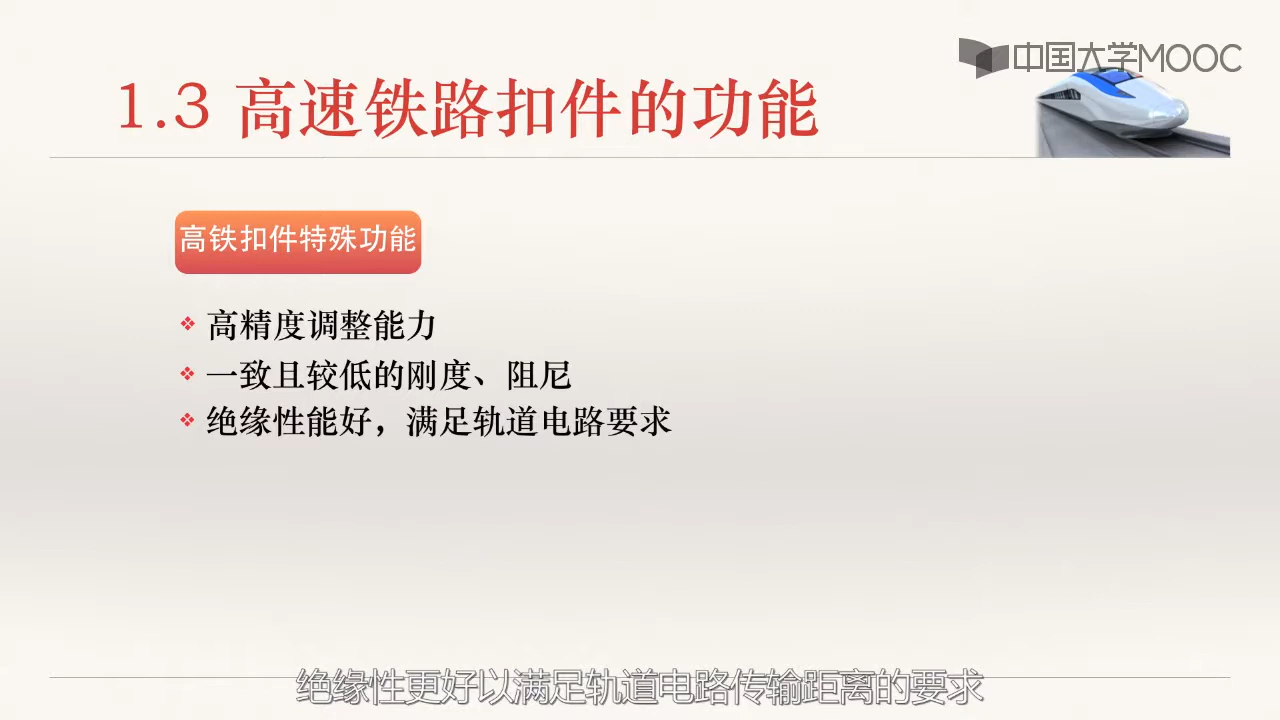 中国大学MOOC
1.3 高速铁路扣件的功能
高铁扣件特殊功能
高精度调整能力
一致且较低的刚度、阻尼
绝缘性能好，满足轨道电路要求
绝缘性更好以满足轨道电路传输距离的要求